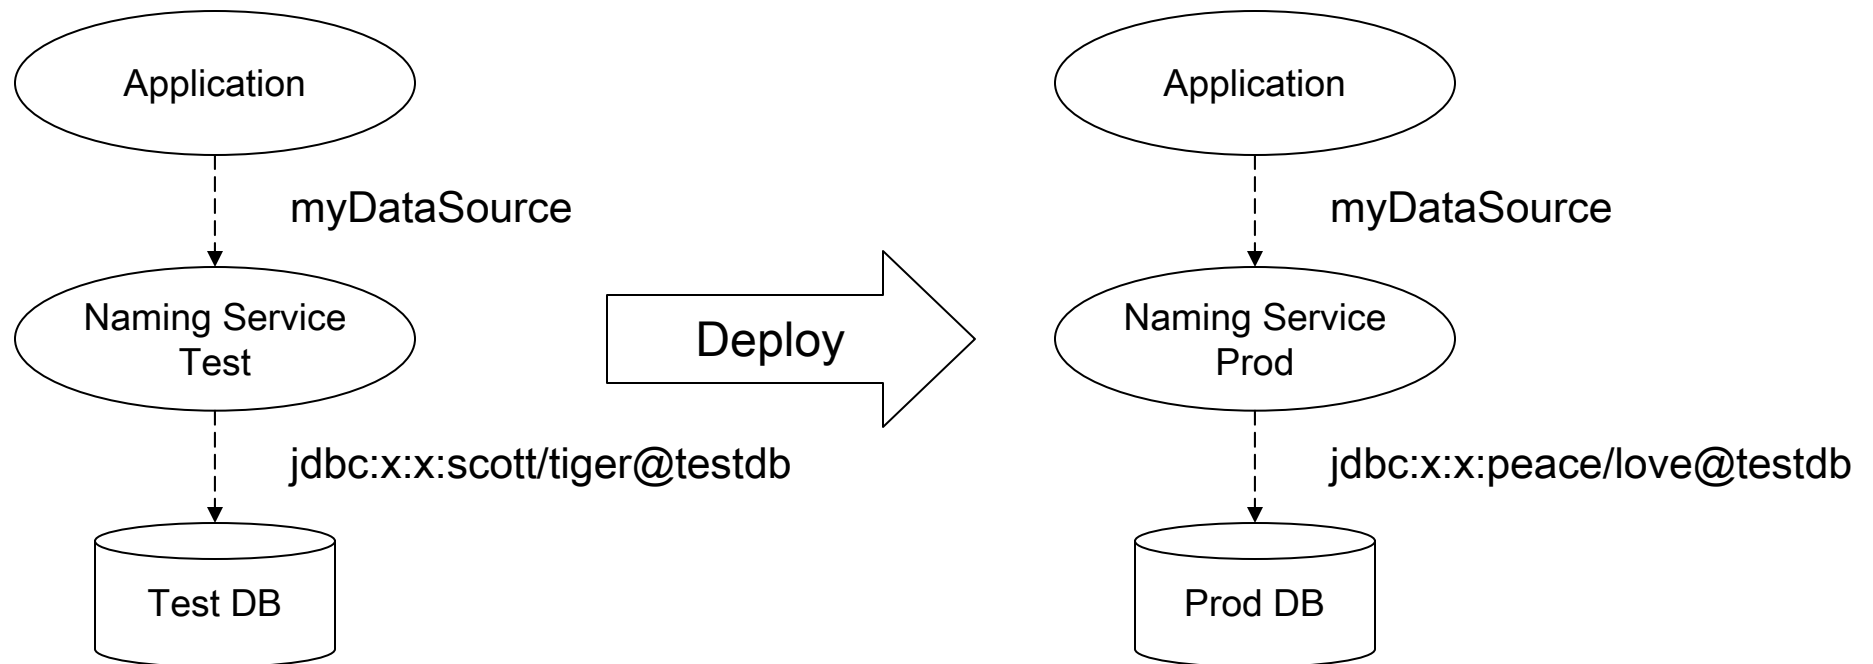 Application
Application
myDataSource
myDataSource
Naming Service
Test
Deploy
Naming Service
Prod
jdbc:x:x:scott/tiger@testdb
jdbc:x:x:peace/love@testdb
Test DB
Prod DB